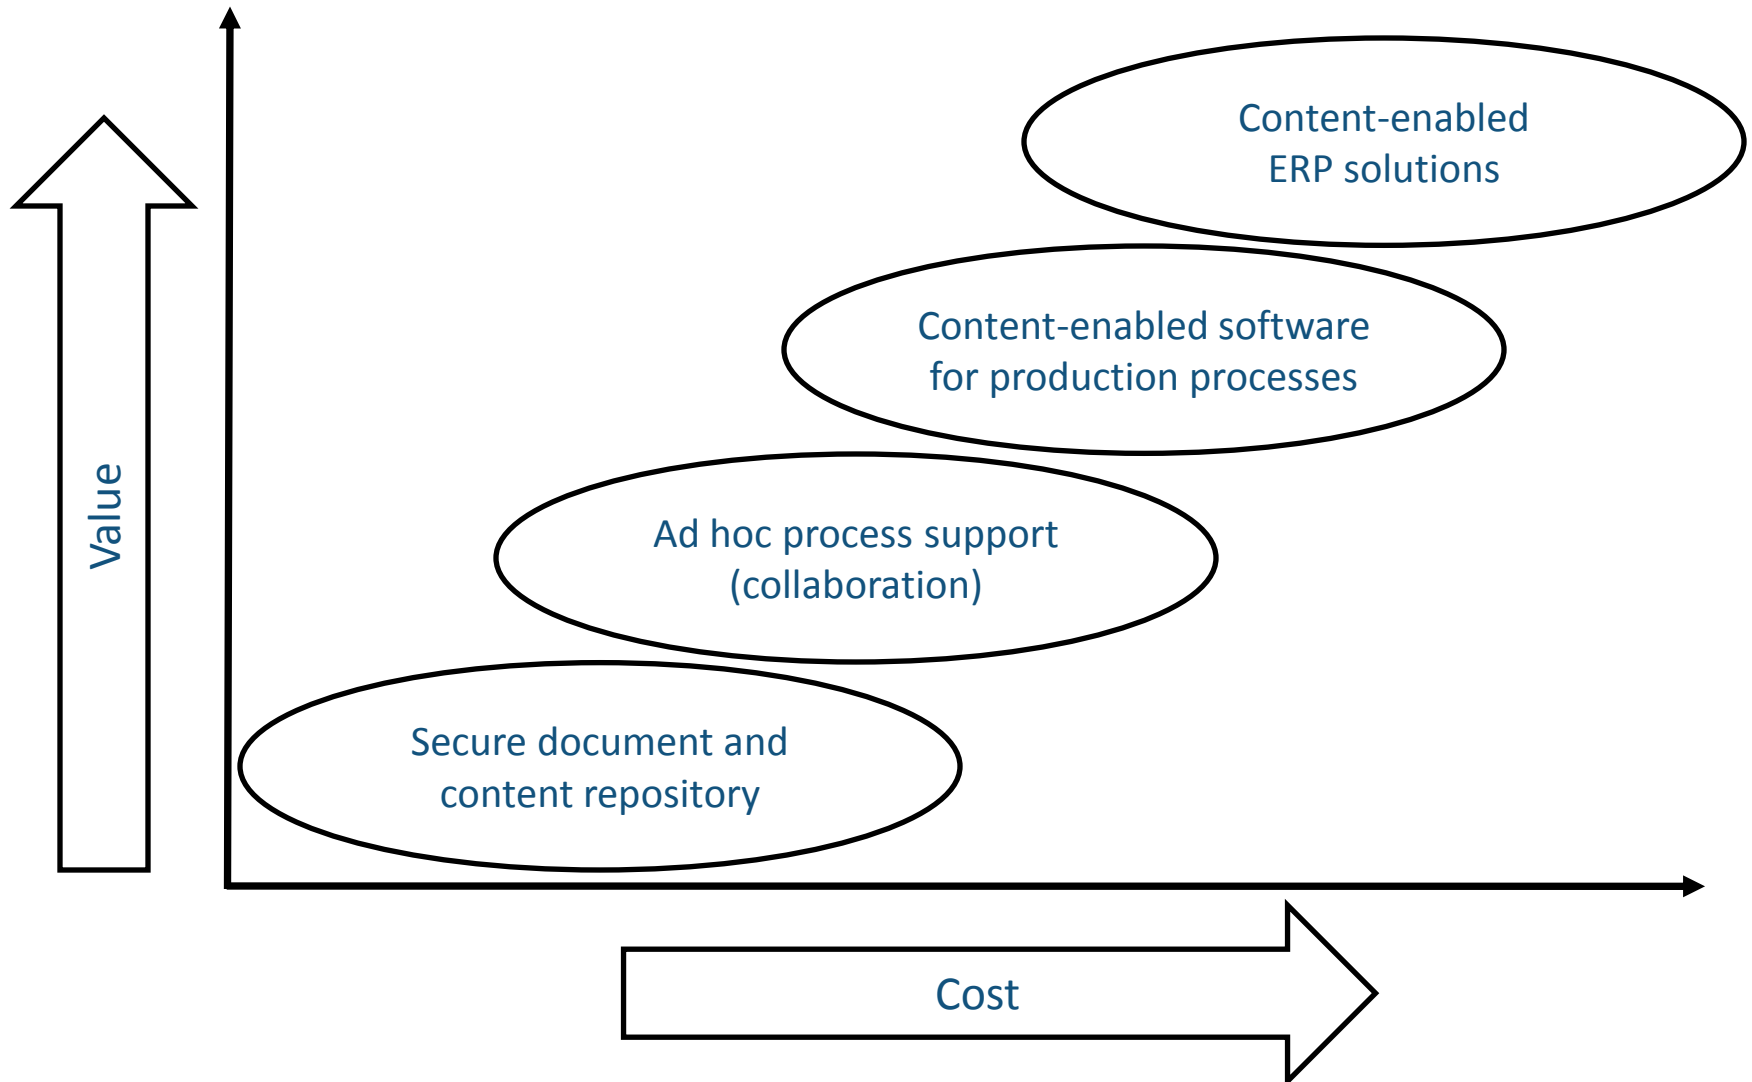 Content-enabled
ERP solutions
Content-enabled software
for production processes
Value
Ad hoc process support
(collaboration)
Secure document and
content repository
Cost